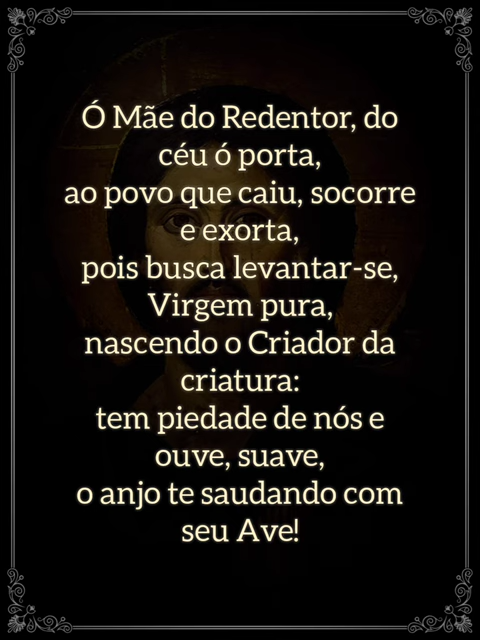 Ó Mãe do Redentor, do
céu ó porta,
ao povo que caiu, socorre
e exorta,
pois busca levantar-se,
Virgem pura,
nascendo o Criador da
criatura:
tem piedade de nós e
ouve, suave,
o anjo te saudando com
seu Ave!